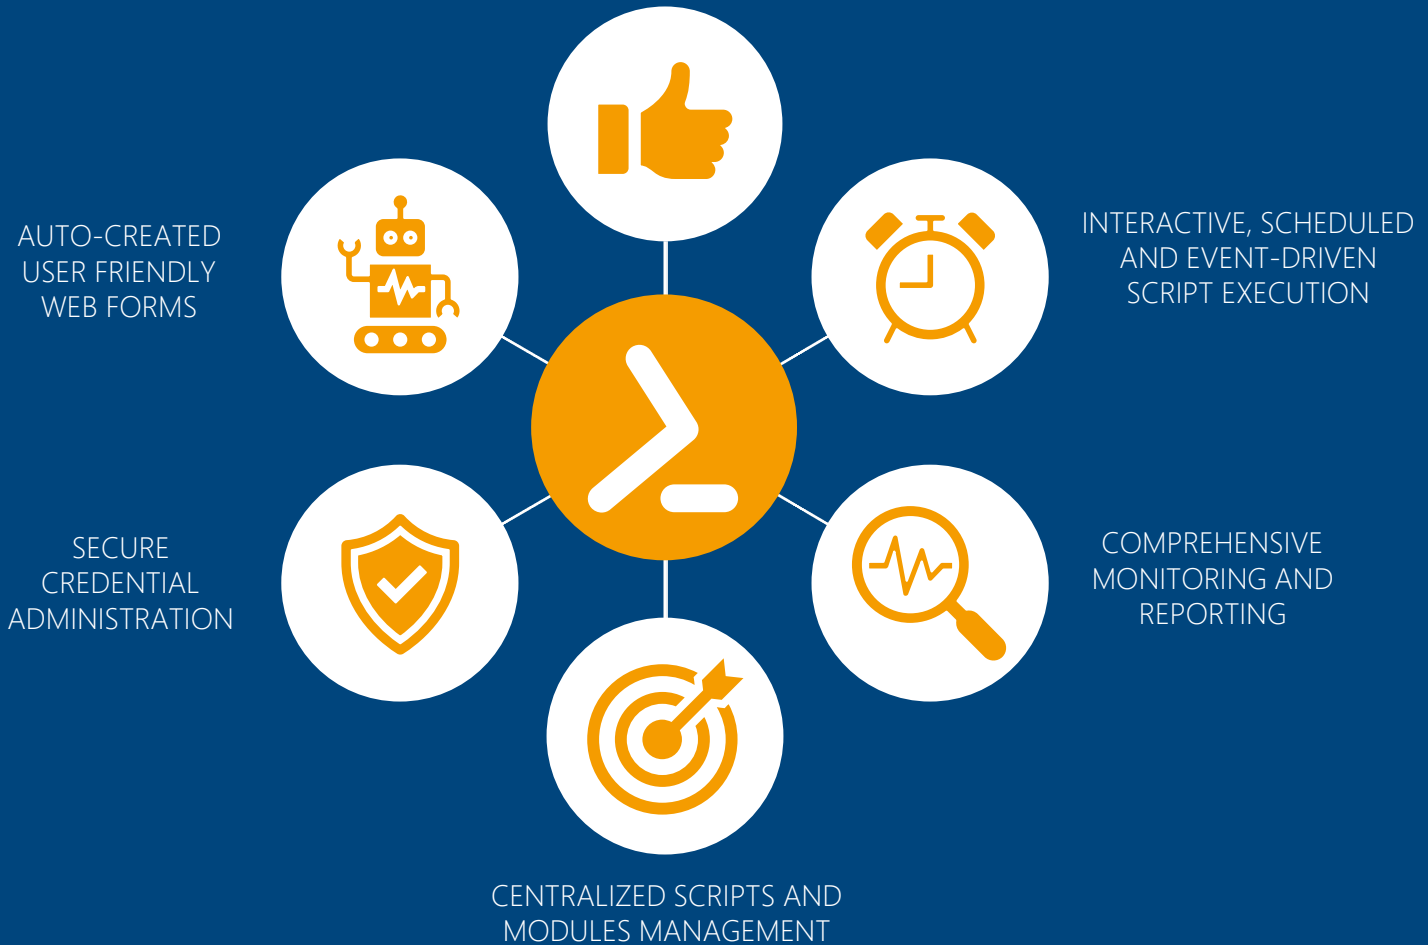 AUTO-CREATED
USER FRIENDLY
WEB FORMS
INTERACTIVE, SCHEDULED
AND EVENT-DRIVEN
SCRIPT EXECUTION
SECURE
CREDENTIAL
ADMINISTRATION
COMPREHENSIVE
MONITORING AND
REPORTING
CENTRALIZED SCRIPTS AND
MODULES MANAGEMENT